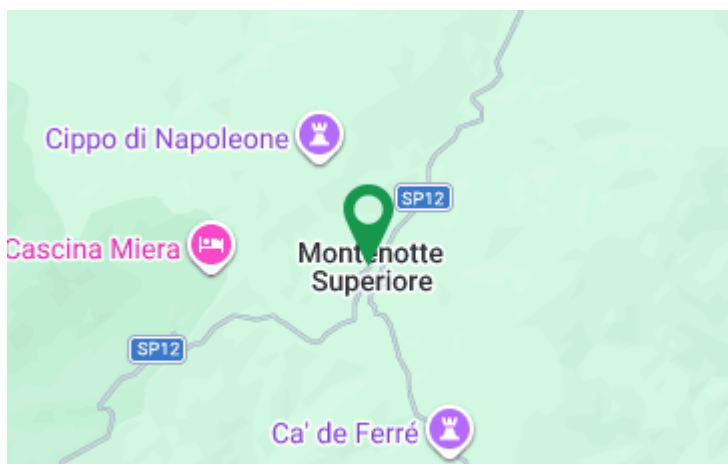 Cippo di Napoleone
SP12
Cascina Miera
Montenotte
Superiore
SP12
Ca' de Ferré